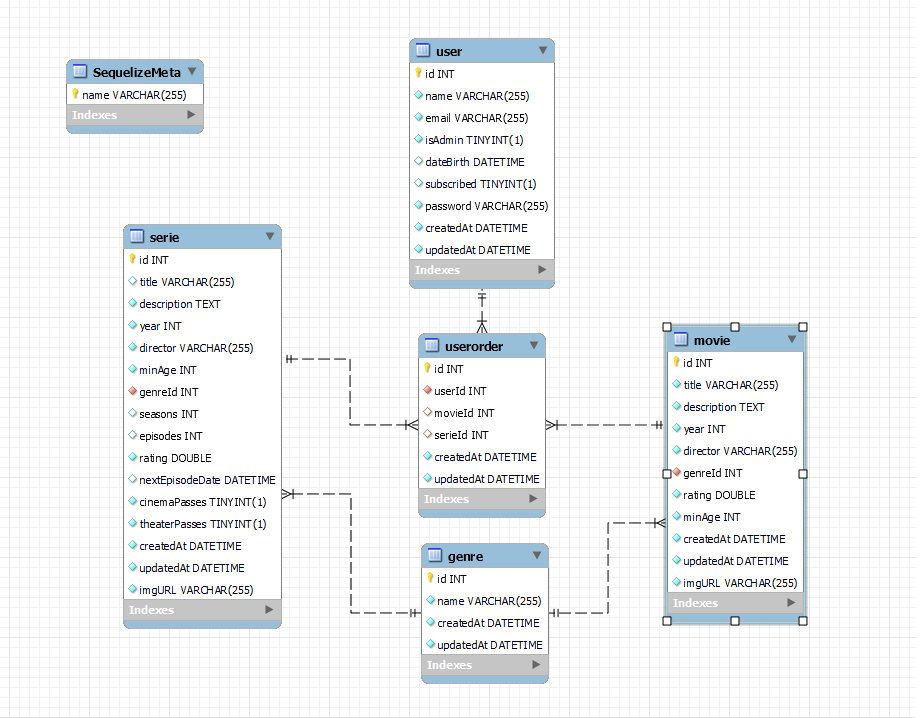 SequelizeMeta
name VARCHAR(255)
Indexes
user
id INT
name VARCHAR(255)
email VARCHAR(255)
isAdmin TINYINT(1)
dateBirth DATETIME
subscribed TINYINT(1)
password VARCHAR(255)
createdAt DATETIME
updatedAt DATETIME
Indexes
serie
id INT
title VARCHAR(255)
description TEXT
year INT
director VARCHAR(255)
minAge INT
genreId INT
seasons INT
episodes INT
rating DOUBLE
nextEpisodeDate DATETIME
cinemaPasses TINYINT(1)
theaterPasses TINYINT(1)
createdAt DATETIME
updatedAt DATETIME
imgURL VARCHAR(255)
Indexes
userorder
id INT
userId INT
movieId INT
serieId INT
createdAt DATETIME
updatedAt DATETIME
Indexes
genre
id INT
name VARCHAR(255)
createdAt DATETIME
updatedAt DATETIME
Indexes
movie
id INT
title VARCHAR(255)
description TEXT
year INT
director VARCHAR(255)
genreId INT
rating DOUBLE
minAge INT
createdAt DATETIME
updatedAt DATETIME
imgURL VARCHAR(255)
Indexes